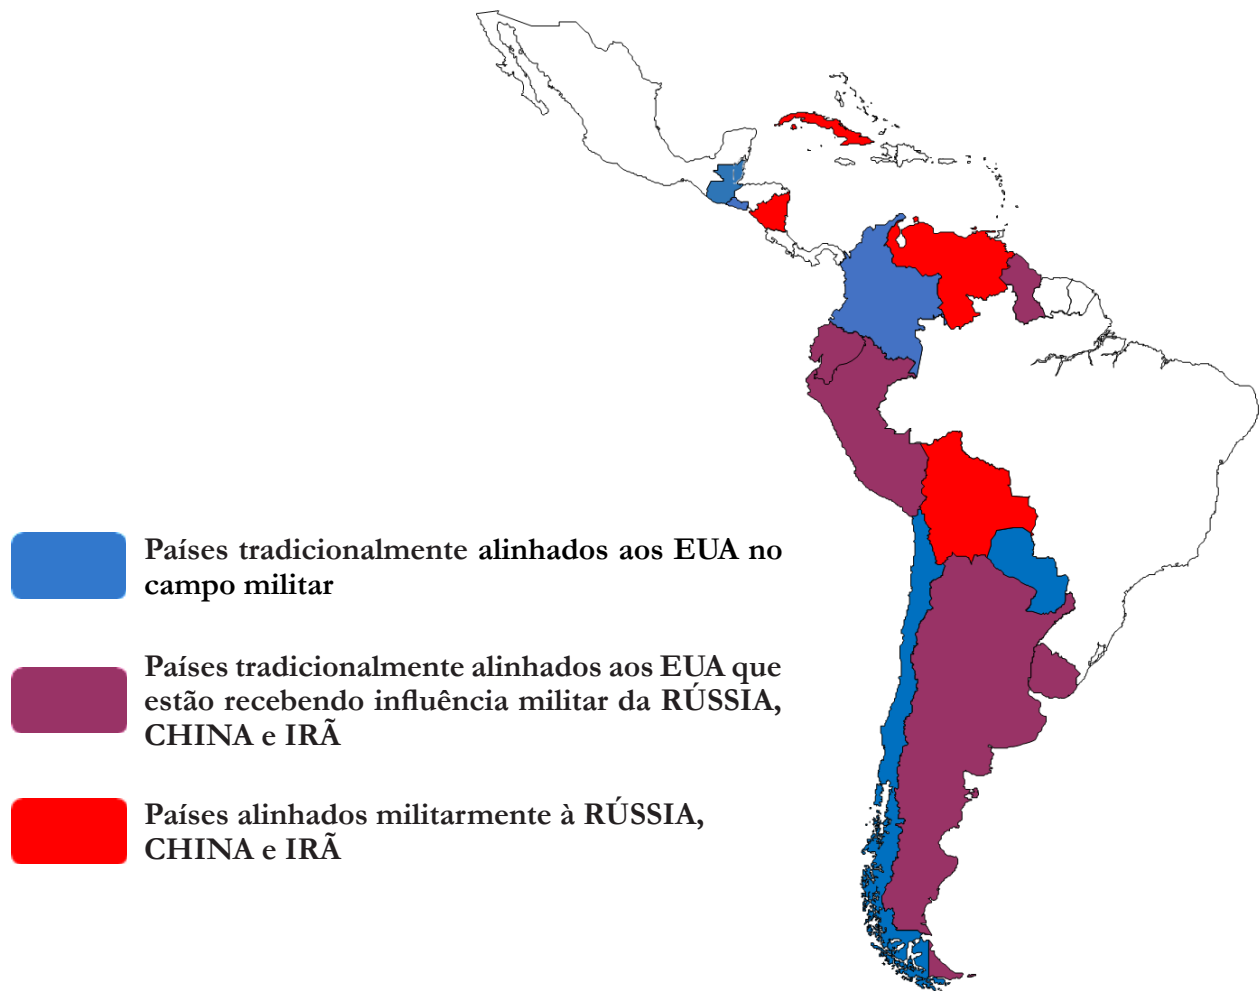 Países tradicionalmente alinhados aos EUA no
campo militar
Países tradicionalmente alinhados aos EUA que
estão recebendo influência militar da RÚSSIA,
CHINA e IRÃ
Países alinhados militarmente à RÚSSIA,
CHINA e IRÃ